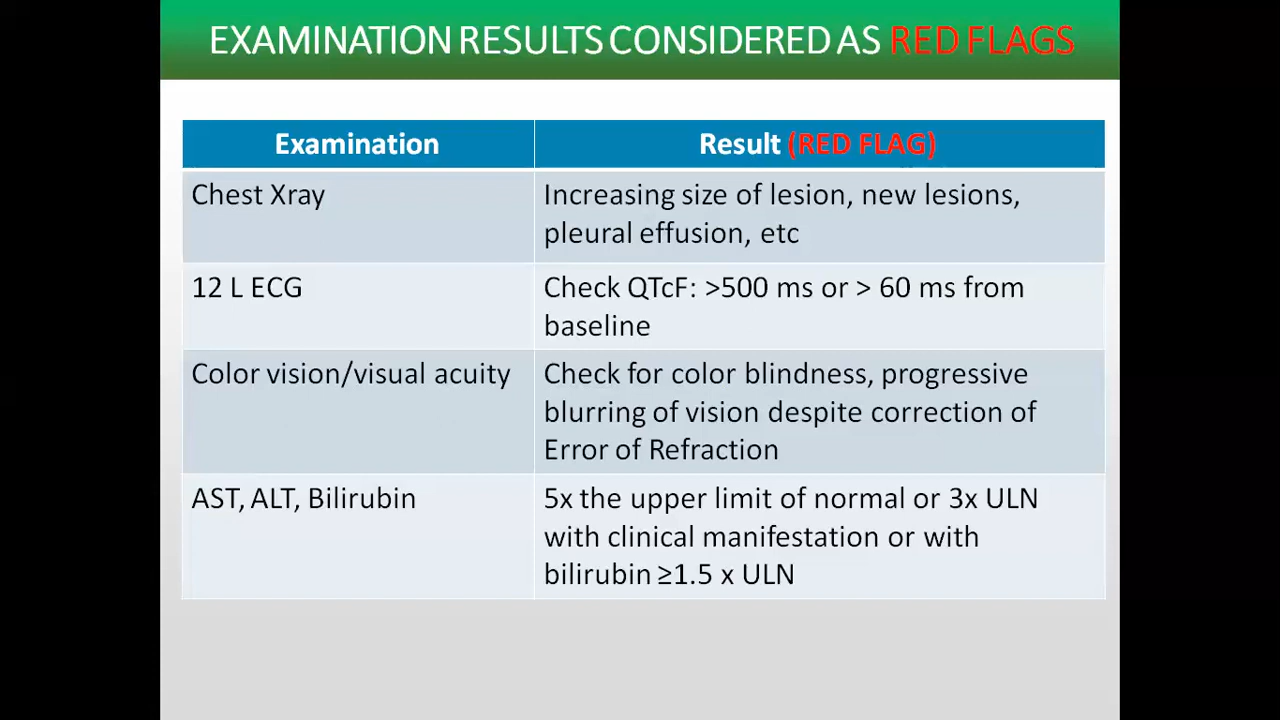 EXAMINATION RESULTS CONSIDERED AS RED FLAGS
Examination
Result (RED FLAG)
Chest Xray
Increasing size of lesion, new lesions,
pleural effusion, etc
12 L ECG
Check QTcF: >500 ms or > 60 ms from
baseline
Color vision/visual acuity
Check for color blindness, progressive
blurring of vision despite correction of
Error of Refraction
AST, ALT, Bilirubin
5x the upper limit of normal or 3x ULN
with clinical manifestation or with
bilirubin ≥1.5 x ULN